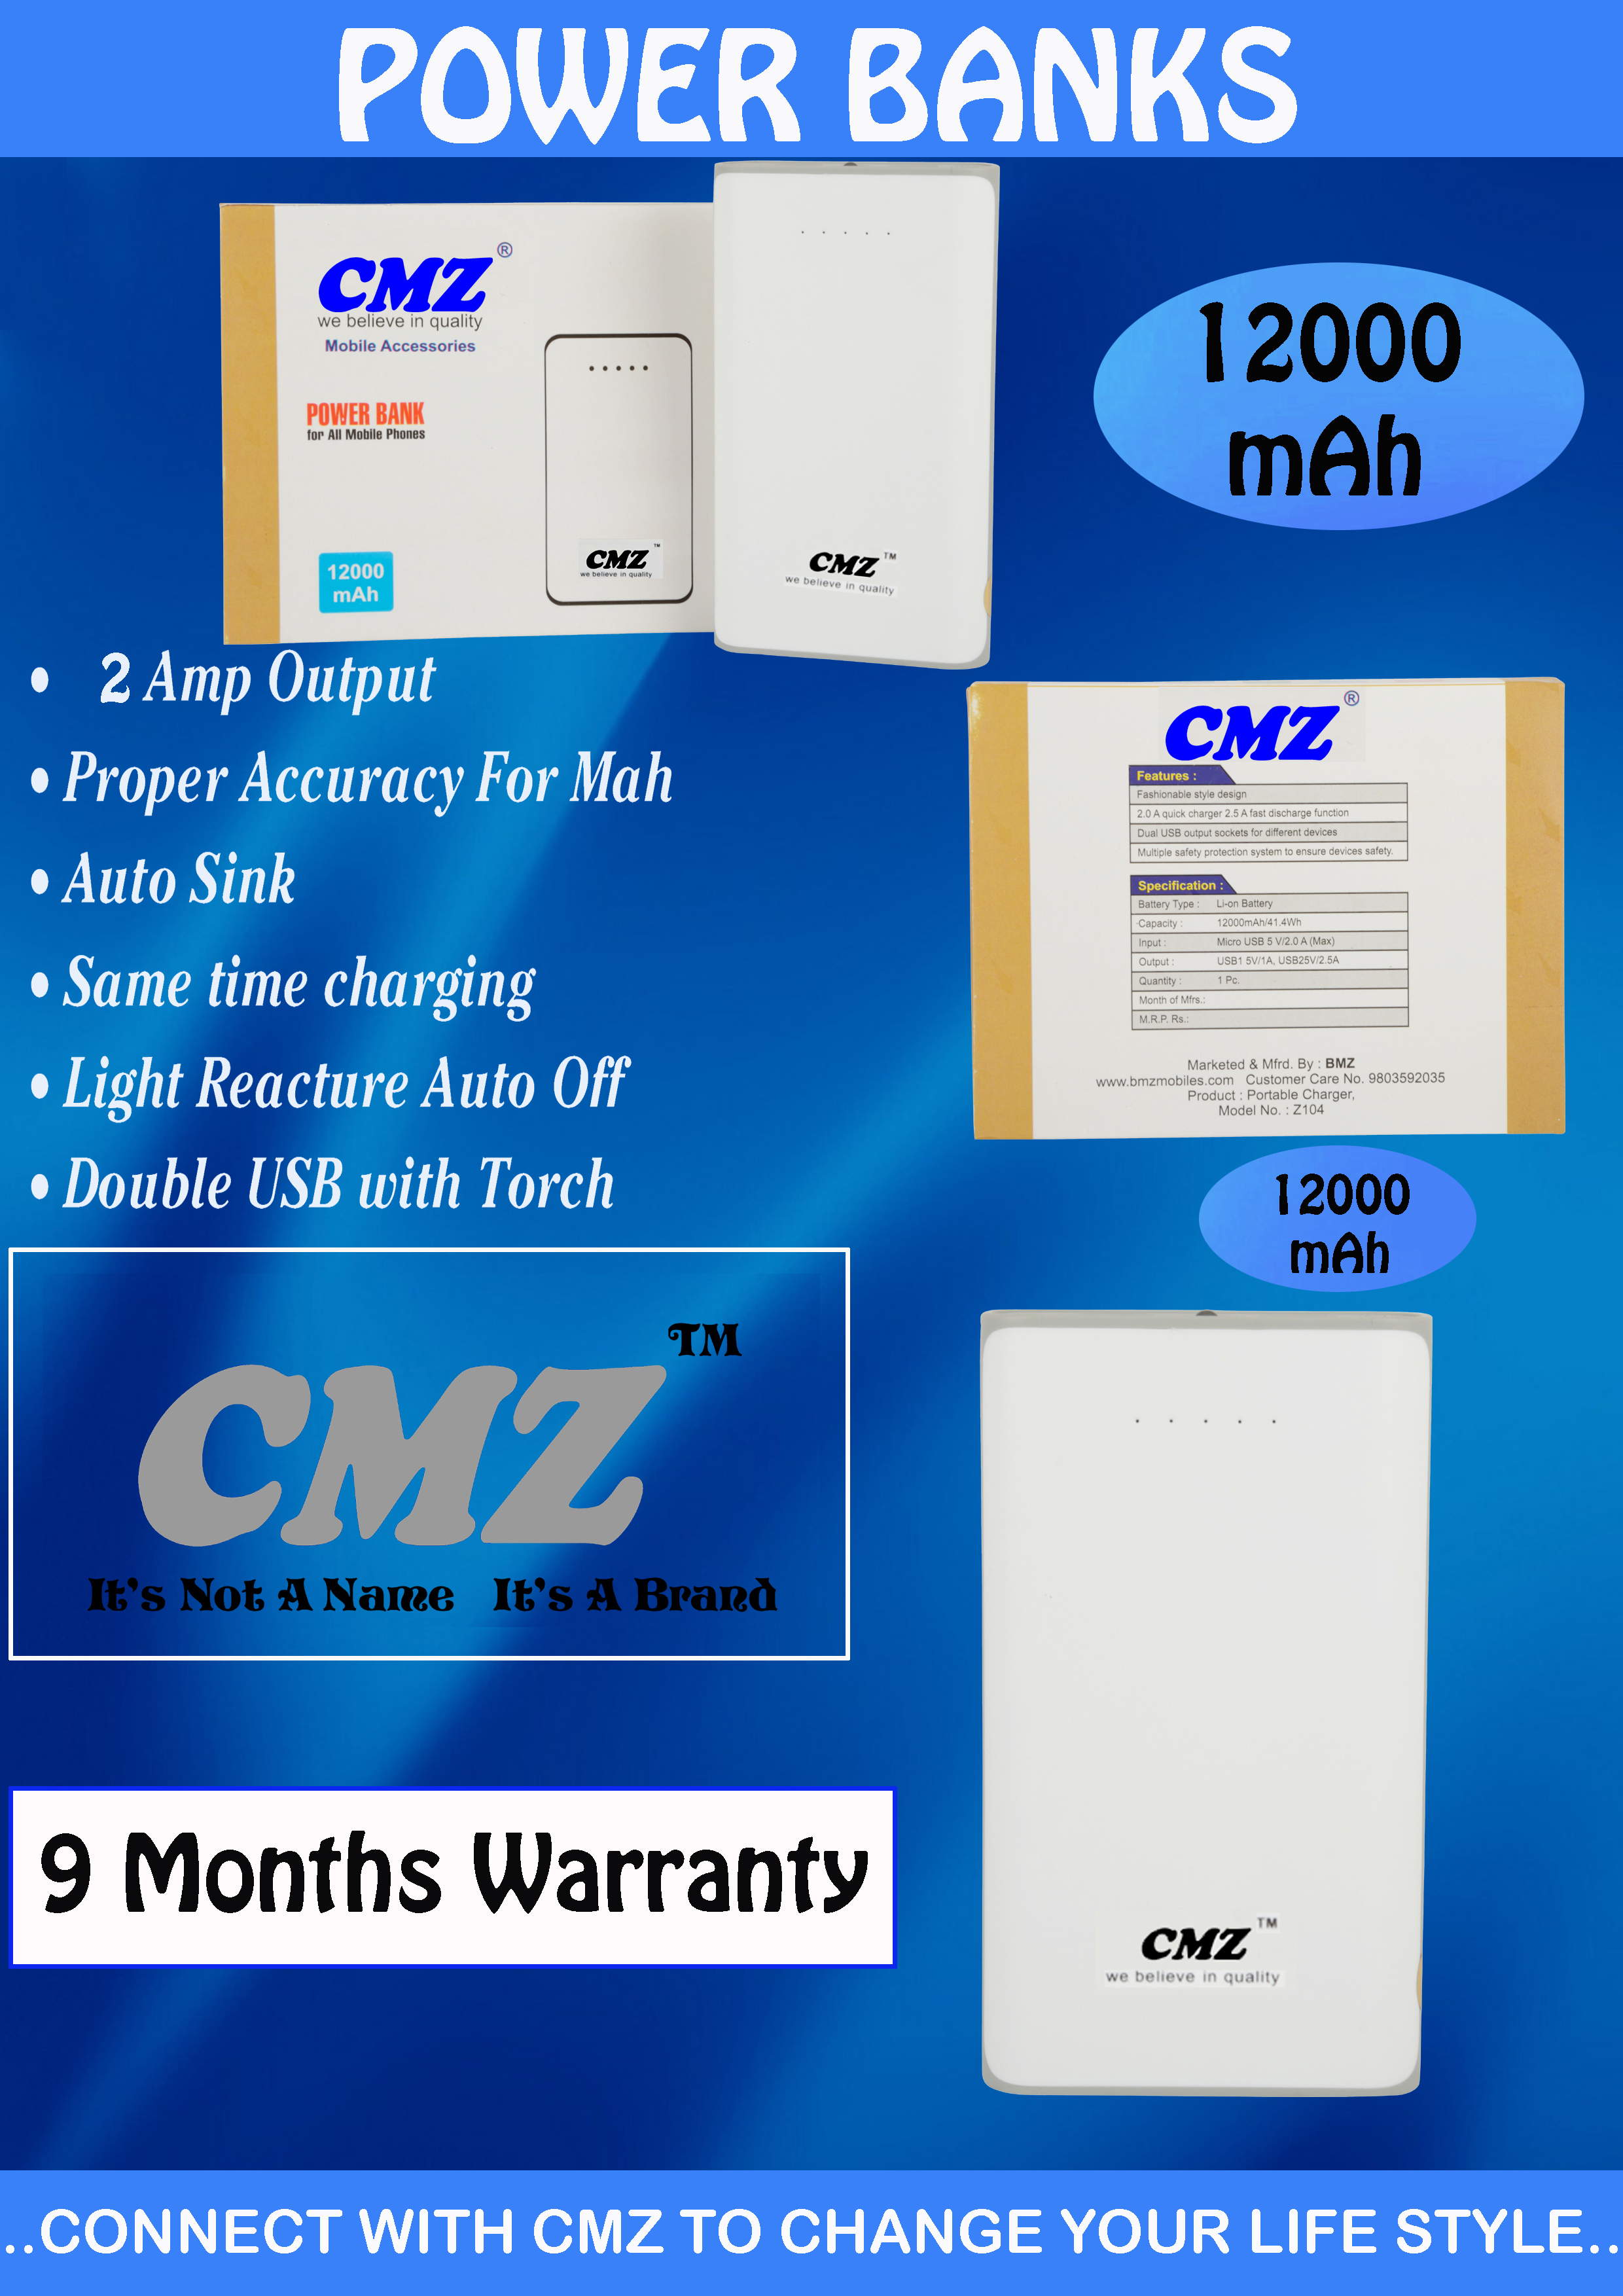 POWER BANKS
CMZ ®
we believe in quality
Mobile Accessories
POWER BANK
for All Mobile Phones
12000
mAh
CMZ ™
we believe in quality
CMZ ™
we believe in quality
12000
mAh
• 2 Amp Output
• Proper Accuracy For Mah
• Auto Sink
• Same time charging
• Light Reacture Auto Off
• Double USB with Torch
CMZ ®
Features :
Fashionable style design
2.0 A quick charger 2.5 A fast discharge function
Dual USB output sockets for different devices
Multiple safety protection system to ensure devices safety.
Specification :
Battery Type : Li-on Battery
Capacity : 12000mAh/41.4Wh
Input : Micro USB 5 V/2.0 A (Max)
Output : USB1 5V/1A, USB25V/2.5A
Quantity : 1 Pc.
Month of Mfrs.:
M.R.P. Rs.:
Marketed & Mfrd. By : BMZ
www.bmzmobiles.com Customer Care No. 9803592035
Product : Portable Charger,
Model No. : Z104
12000
mAh
CMZ TM
It's Not A Name It's A Brand
9 Months Warranty
CMZ ™
we believe in quality
..CONNECT WITH CMZ TO CHANGE YOUR LIFE STYLE..